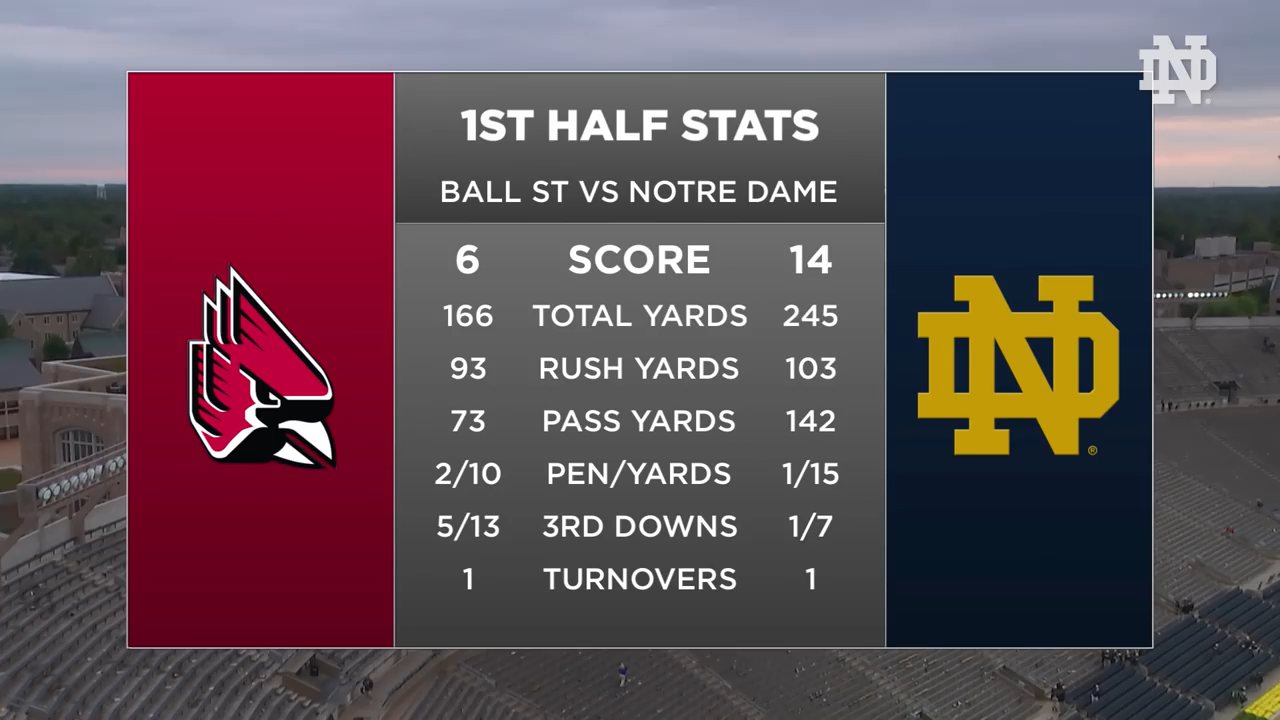 ND
1ST HALF STATS
BALL ST VS NOTRE DAME
6 SCORE 14
166 TOTAL YARDS 245
93 RUSH YARDS 103
73 PASS YARDS 142
2/10 PEN/YARDS 1/15
5/13 3RD DOWNS 1/7
1 TURNOVERS 1
ND®